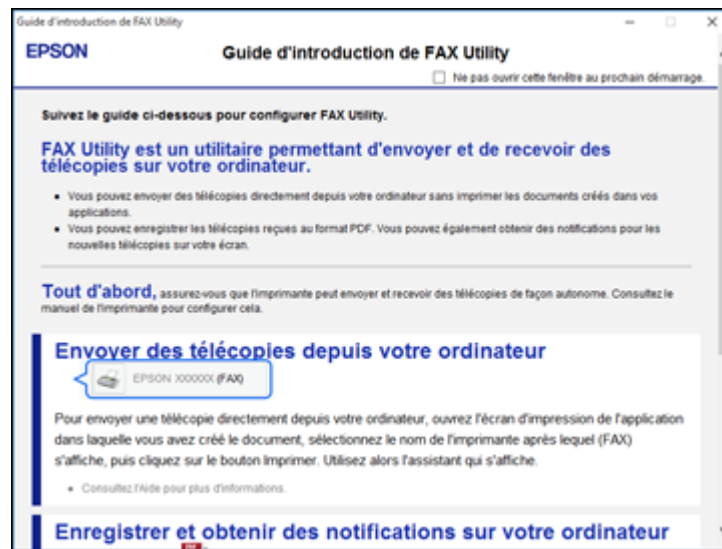 Guide d'introduction de FAX Utility
EPSON
Guide d'introduction de FAX Utility
Ne pas ouvrir cette fenêtre au prochain démarrage.
Suivez le guide ci-dessous pour configurer FAX Utility.
FAX Utility est un utilitaire permettant d'envoyer et de recevoir des
télécopies sur votre ordinateur.
• Vous pouvez envoyer des télécopies directement depuis votre ordinateur sans imprimer les documents créés dans vos
applications.
• Vous pouvez enregistrer les télécopies reçues au format PDF. Vous pouvez également obtenir des notifications pour les
nouvelles télécopies sur votre écran.
Tout d'abord, assurez-vous que l'imprimante peut envoyer et recevoir des télécopies de façon autonome. Consultez le
manuel de l'imprimante pour configurer cela.
Envoyer des télécopies depuis votre ordinateur
EPSON XXXXXX (FAX)
Pour envoyer une télécopie directement depuis votre ordinateur, ouvrez l'écran d'impression de l'application
dans laquelle vous avez créé le document, sélectionnez le nom de l'imprimante après lequel (FAX)
s'affiche, puis cliquez sur le bouton Imprimer. Utilisez alors l'assistant qui s'affiche.
• Consultez l'Aide pour plus d'informations.
Enregistrer et obtenir des notifications sur votre ordinateur